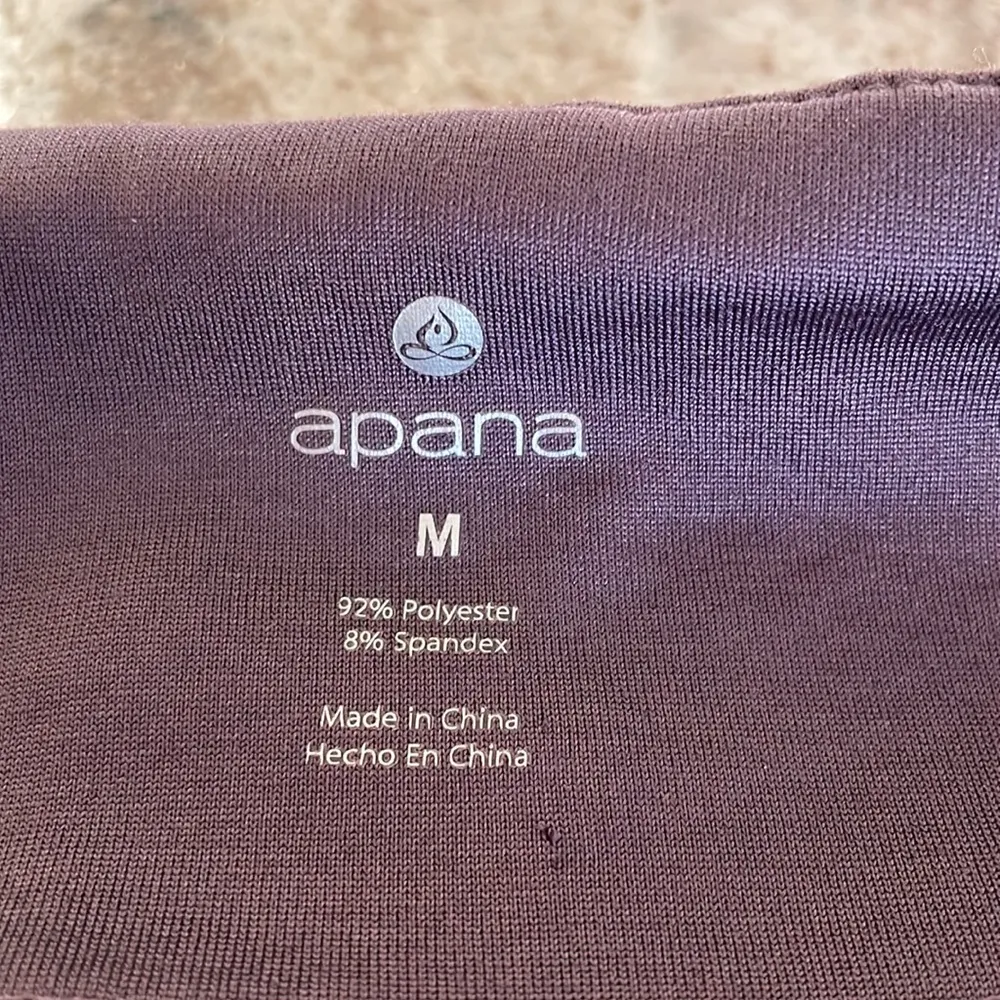 apana
M
92% Polyester
8% Spandex
Made in China
Hecho En China